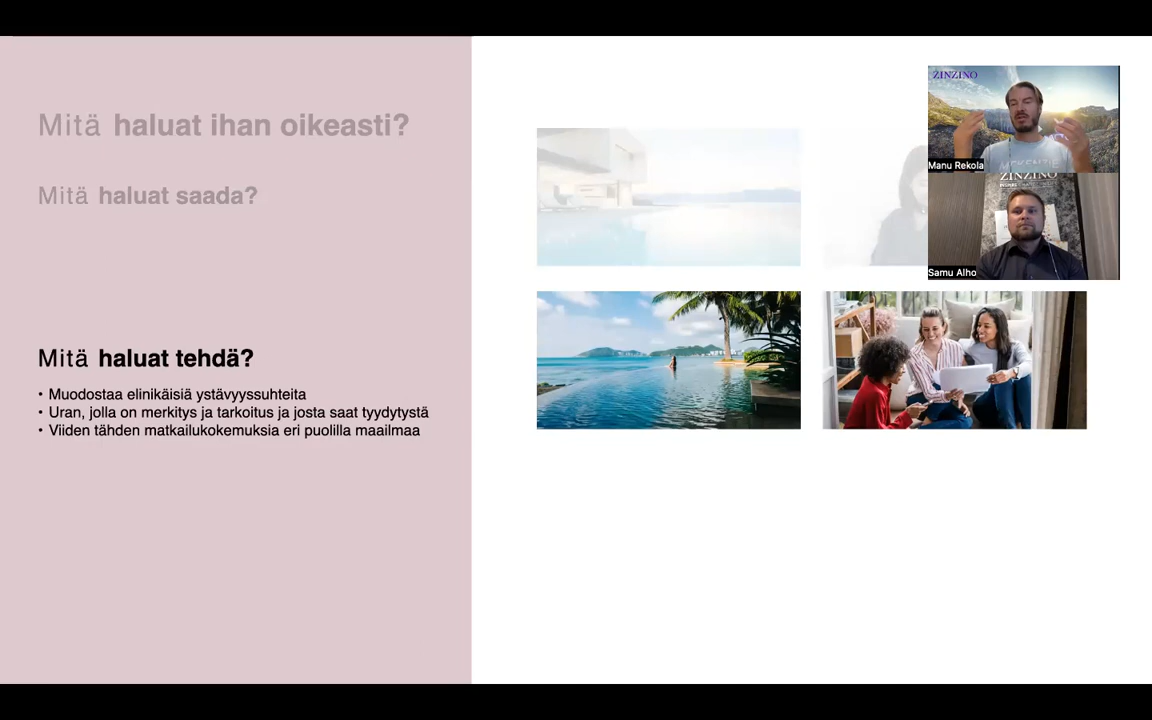 Mitä haluat ihan oikeasti?
Mitä haluat saada?
Mitä haluat tehdä?
• Muodostaa elinikäisiä ystävyyssuhteita
• Uran, jolla on merkitys ja tarkoitus ja josta saat tyydytystä
• Viiden tähden matkailukokemuksia eri puolilla maailmaa
ZINZINO
Manu Rekola
ZINZINO
Samu Alho